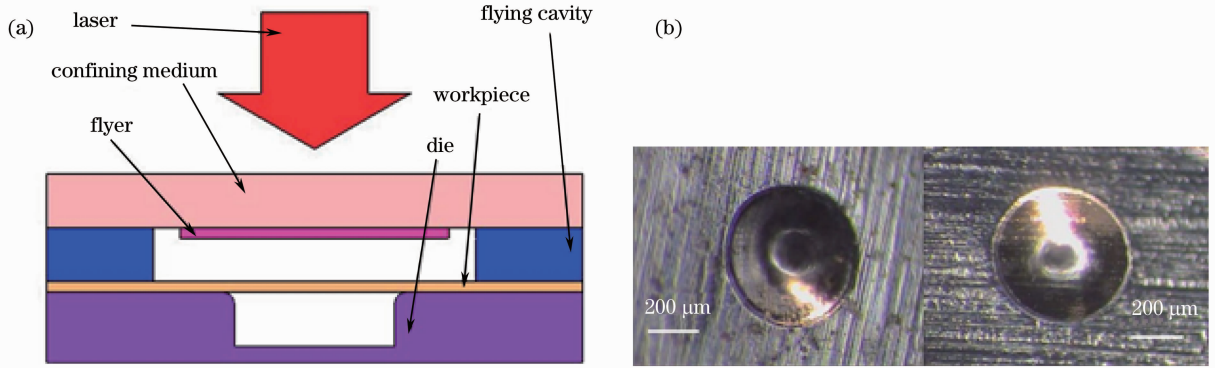 (a)
laser
flying cavity
confining medium
workpiece
flyer
die
(b)
200 μm
200 μm